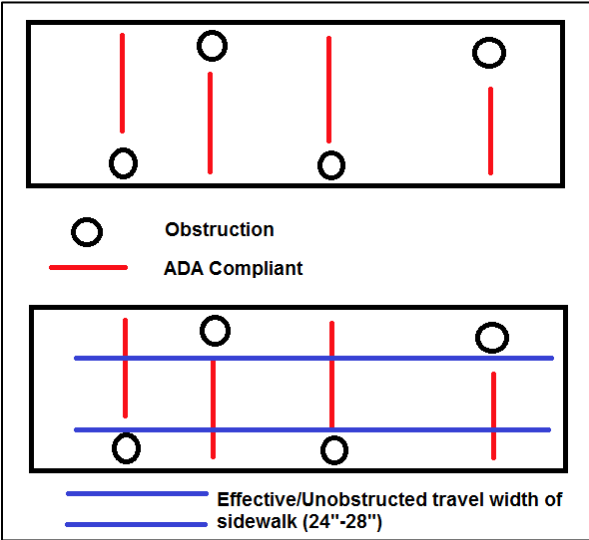 Obstruction
ADA Compliant
Effective/Unobstructed travel width of
sidewalk (24"-28")